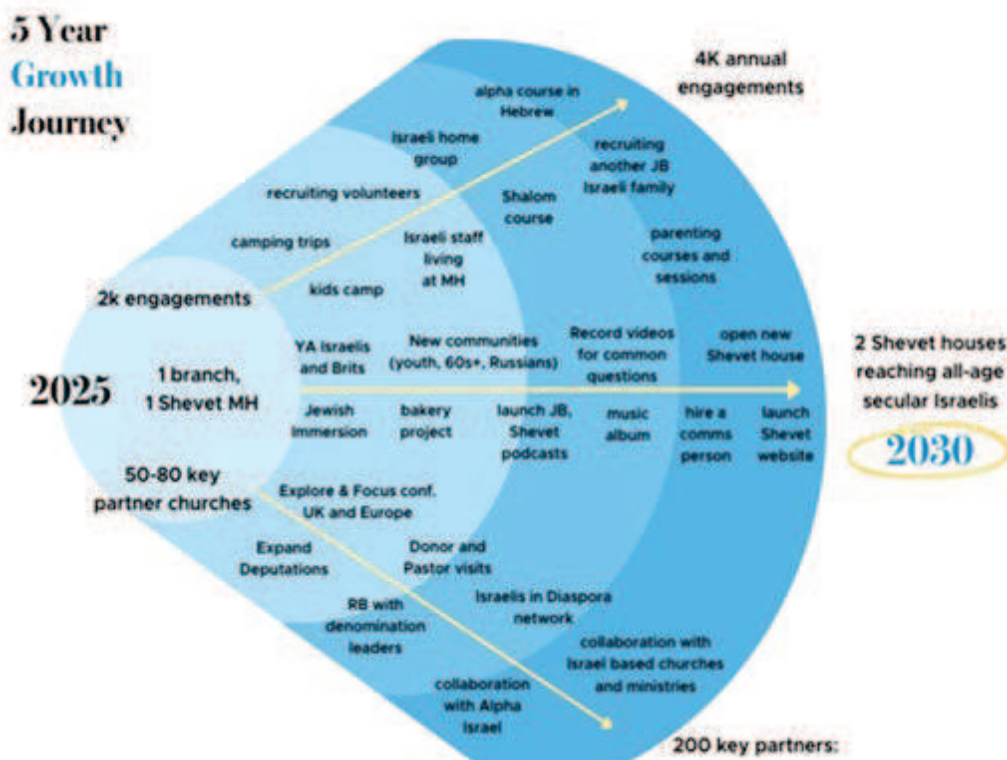 5 Year
Growth
Journey
4K annual
engagements
alpha course in
Hebrew
Israeli home
group
recruiting
another JB
Israeli family
recruiting volunteers
Shalom
course
camping trips
Israeli staff
living
at MH
parenting
courses and
sessions
kids camp
2k engagements
YA Israelis
and Brits
New communities
(youth, 60s+, Russians)
Record videos
for common
questions
open new
Shevet house
2 Shevet houses
reaching all-age
secular Israelis
2030
2025
1 branch,
1 Shevet MH
Jewish
Immersion
bakery
project
launch JB,
Shevet
podcasts
music
album
hire a
comms
person
launch
Shevet
website
50-80 key
partner churches
Explore & Focus conf.
UK and Europe
Expand
Deputations
Donor and
Pastor visits
RB with
denomination
leaders
Israelis in Diaspora
network
collaboration with
Israel based churches
and ministries
collaboration
with Alpha
Israel
200 key partners: